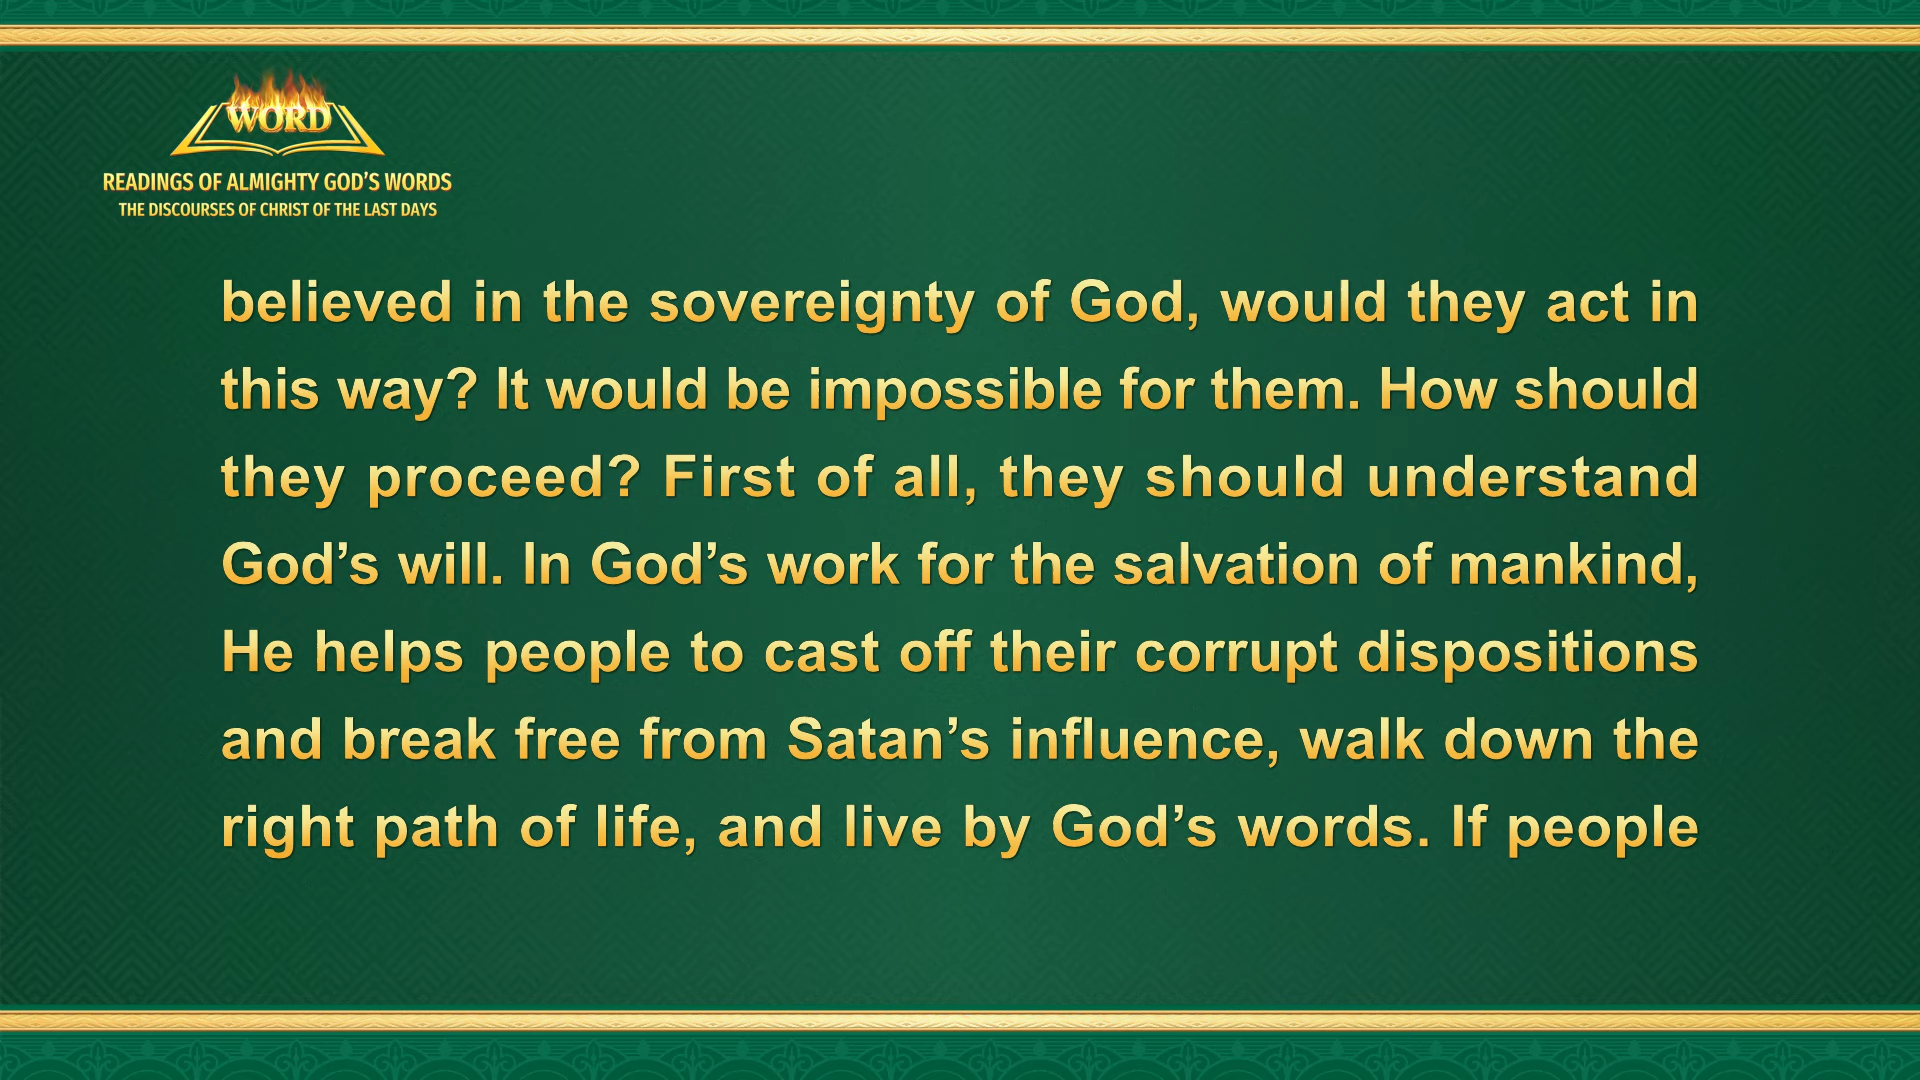 WORD
READINGS OF ALMIGHTY GOD’S WORDS
THE DISCOURSES OF CHRIST OF THE LAST DAYS
believed in the sovereignty of God, would they act in
this way? It would be impossible for them. How should
they proceed? First of all, they should understand
God’s will. In God’s work for the salvation of mankind,
He helps people to cast off their corrupt dispositions
and break free from Satan’s influence, walk down the
right path of life, and live by God’s words. If people